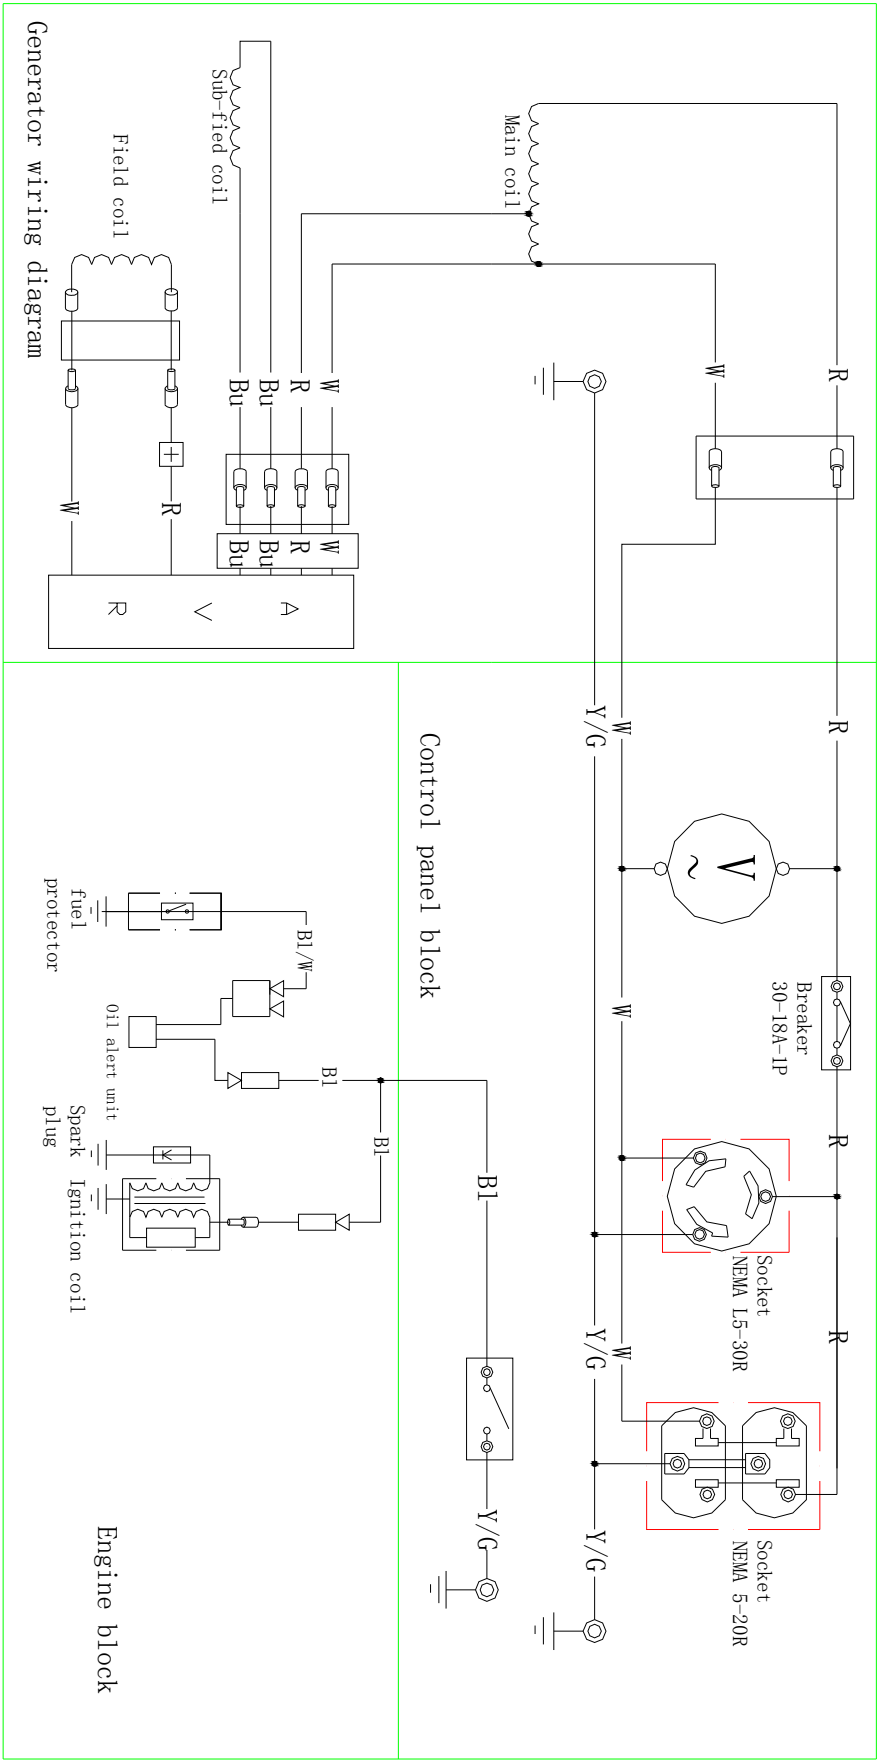 Main coil
R
W
R
Breaker
30-18A-1P
R
Socket
NEMA L5-30R
R
Socket
NEMA 5-20R
V
~
W
W
W
Y/G
Y/G
Y/G
Sub-fied coil
W
R
Bu
Bu
W
R
Bu
Bu
A
V
R
Field coil
R
W
Generator wiring diagram
Control panel block
Bl
Y/G
Bl
Bl
Bl/W
fuel
protector
Oil alert unit
Spark
plug
Ignition coil
Engine block